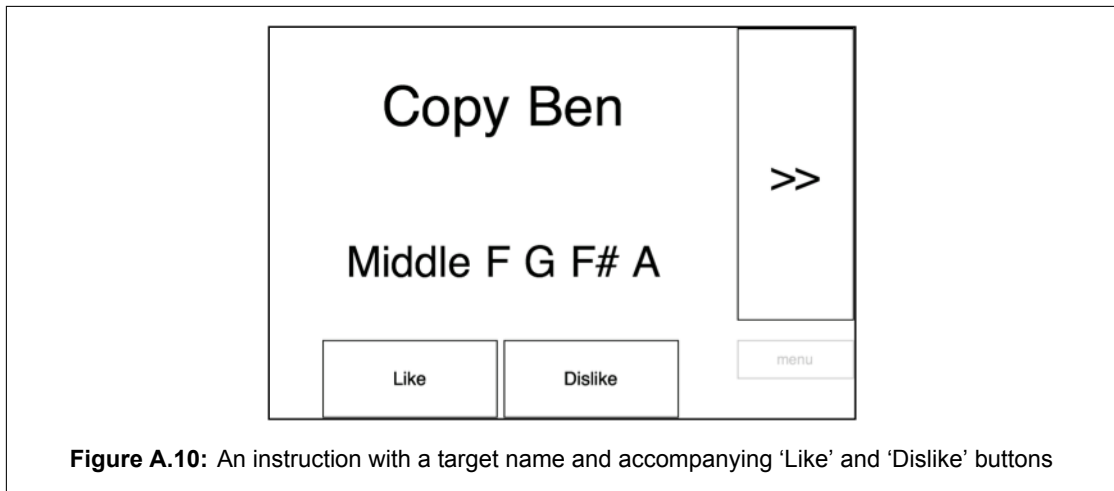 Copy Ben
>>
Middle F G F# A
menu
Like Dislike
Figure A.10: An instruction with a target name and accompanying ‘Like’ and ‘Dislike’ buttons